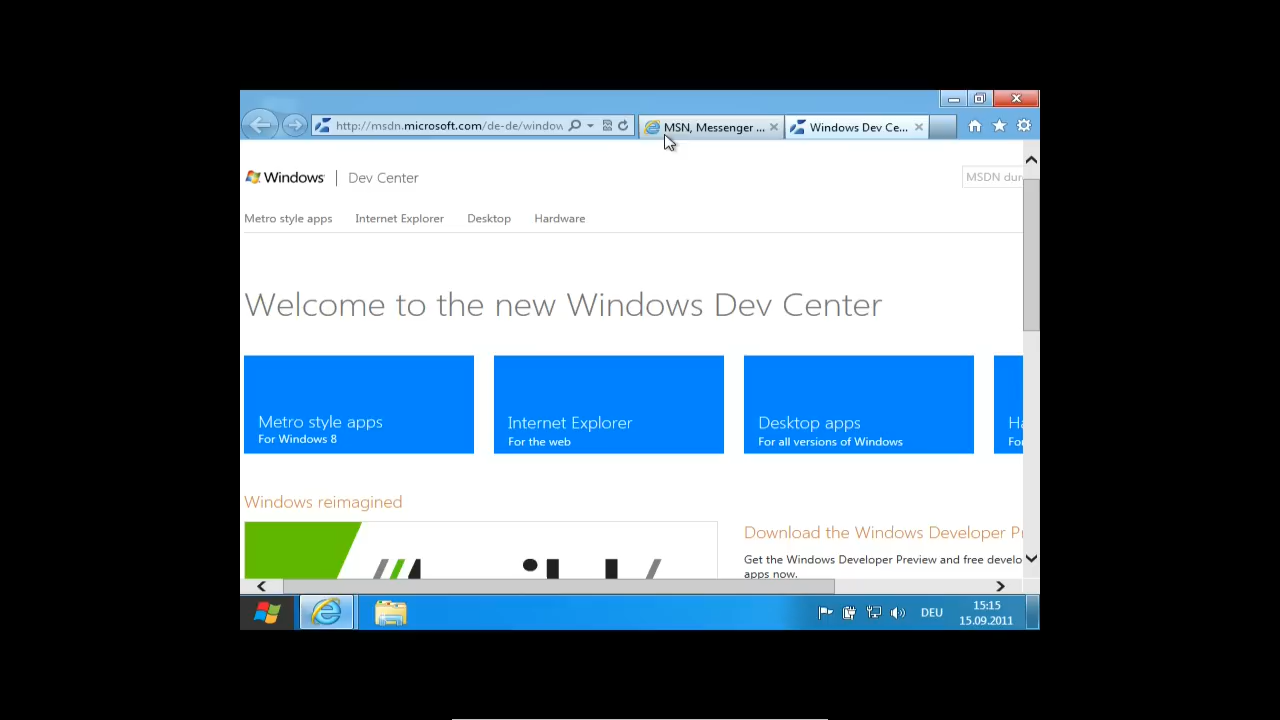 http://msdn.microsoft.com/de-de/window
MSN, Messenger ...
Windows Dev Ce...
Windows | Dev Center
MSDN dur
Metro style apps Internet Explorer Desktop Hardware
Welcome to the new Windows Dev Center
Metro style apps
For Windows 8
Internet Explorer
For the web
Desktop apps
For all versions of Windows
Ha
Fo
Windows reimagined
Download the Windows Developer Pr
Get the Windows Developer Preview and free develo
apps now.
DEU
15:15
15.09.2011